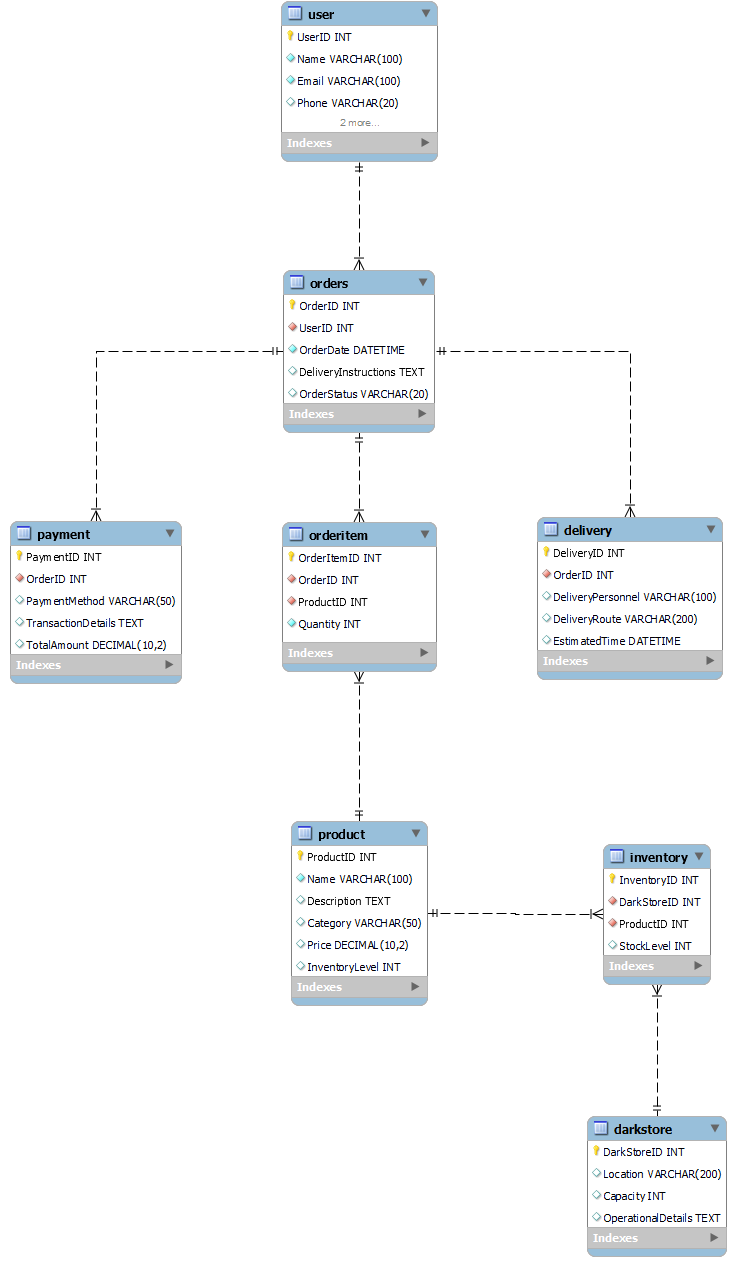 user
UserID INT
Name VARCHAR(100)
Email VARCHAR(100)
Phone VARCHAR(20)
2 more...
Indexes
orders
OrderID INT
UserID INT
OrderDate DATETIME
DeliveryInstructions TEXT
OrderStatus VARCHAR(20)
Indexes
payment
PaymentID INT
OrderID INT
PaymentMethod VARCHAR(50)
TransactionDetails TEXT
TotalAmount DECIMAL(10,2)
Indexes
orderitem
OrderItemID INT
OrderID INT
ProductID INT
Quantity INT
Indexes
delivery
DeliveryID INT
OrderID INT
DeliveryPersonnel VARCHAR(100)
DeliveryRoute VARCHAR(200)
EstimatedTime DATETIME
Indexes
product
ProductID INT
Name VARCHAR(100)
Description TEXT
Category VARCHAR(50)
Price DECIMAL(10,2)
InventoryLevel INT
Indexes
inventory
InventoryID INT
DarkStoreID INT
ProductID INT
StockLevel INT
Indexes
darkstore
DarkStoreID INT
Location VARCHAR(200)
Capacity INT
OperationalDetails TEXT
Indexes